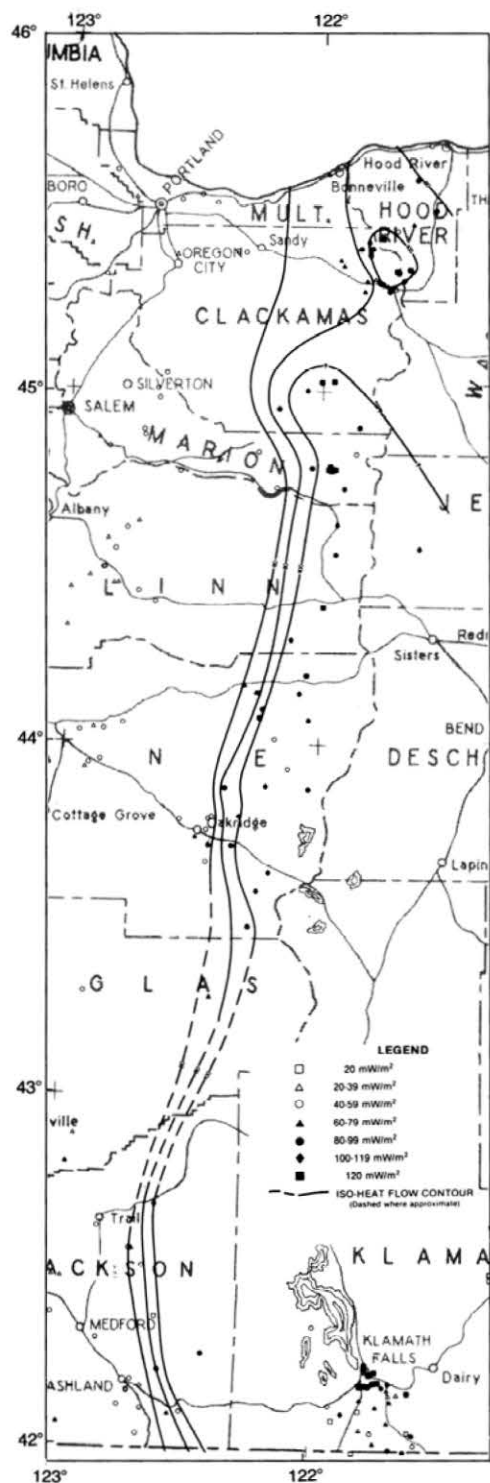 123°
122°
46°
UMBIA
St. Helens
PORTLAND
BORO
Hood River
Bonneville
TH
MULT.
HOOD
RIVER
SH.
Sandy
OREGON
CITY
CLACKAMAS
W
45°
SILVERTON
SALEM
MARION
Albany
JE
LINN
Redm
Sisters
44°
BEND
N E
DESCH
Cottage Grove
Oakridge
Lapin
GLAS
LEGEND
20 mW/m²
20-39 mW/m²
40-59 mW/m²
60-79 mW/m²
80-99 mW/m²
100-119 mW/m²
120 mW/m²
ISO-HEAT FLOW CONTOUR
(Dashed where approximate)
43°
ville
Trail
ACKSON
KLAMA
MEDFORD
KLAMATH
FALLS
Dairy
ASHLAND
42°
123°
122°